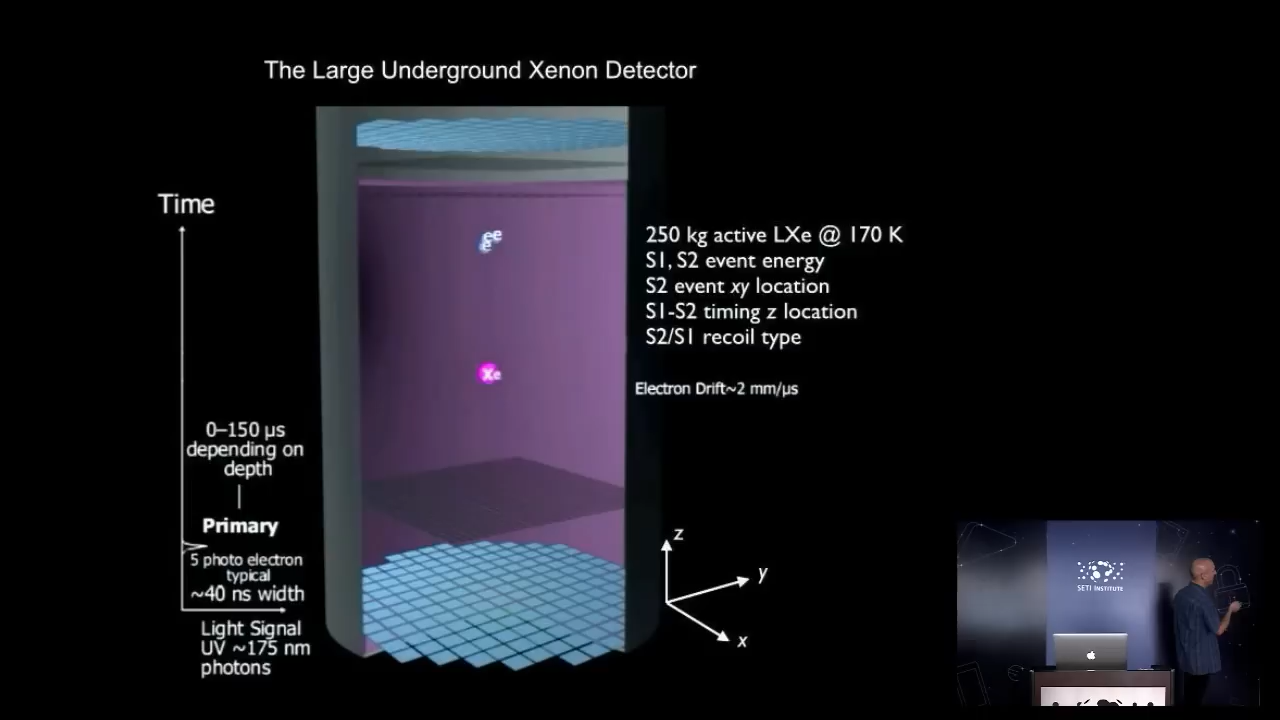 The Large Underground Xenon Detector
Time
ee
e
Xe
250 kg active LXe @ 170 K
S1, S2 event energy
S2 event xy location
S1-S2 timing z location
S2/S1 recoil type
Electron Drift~2 mm/µs
0–150 µs
depending on
depth
Primary
5 photo electron
typical
~40 ns width
Light Signal
UV ~175 nm
photons
z
y
x
SETI INSTITUTE